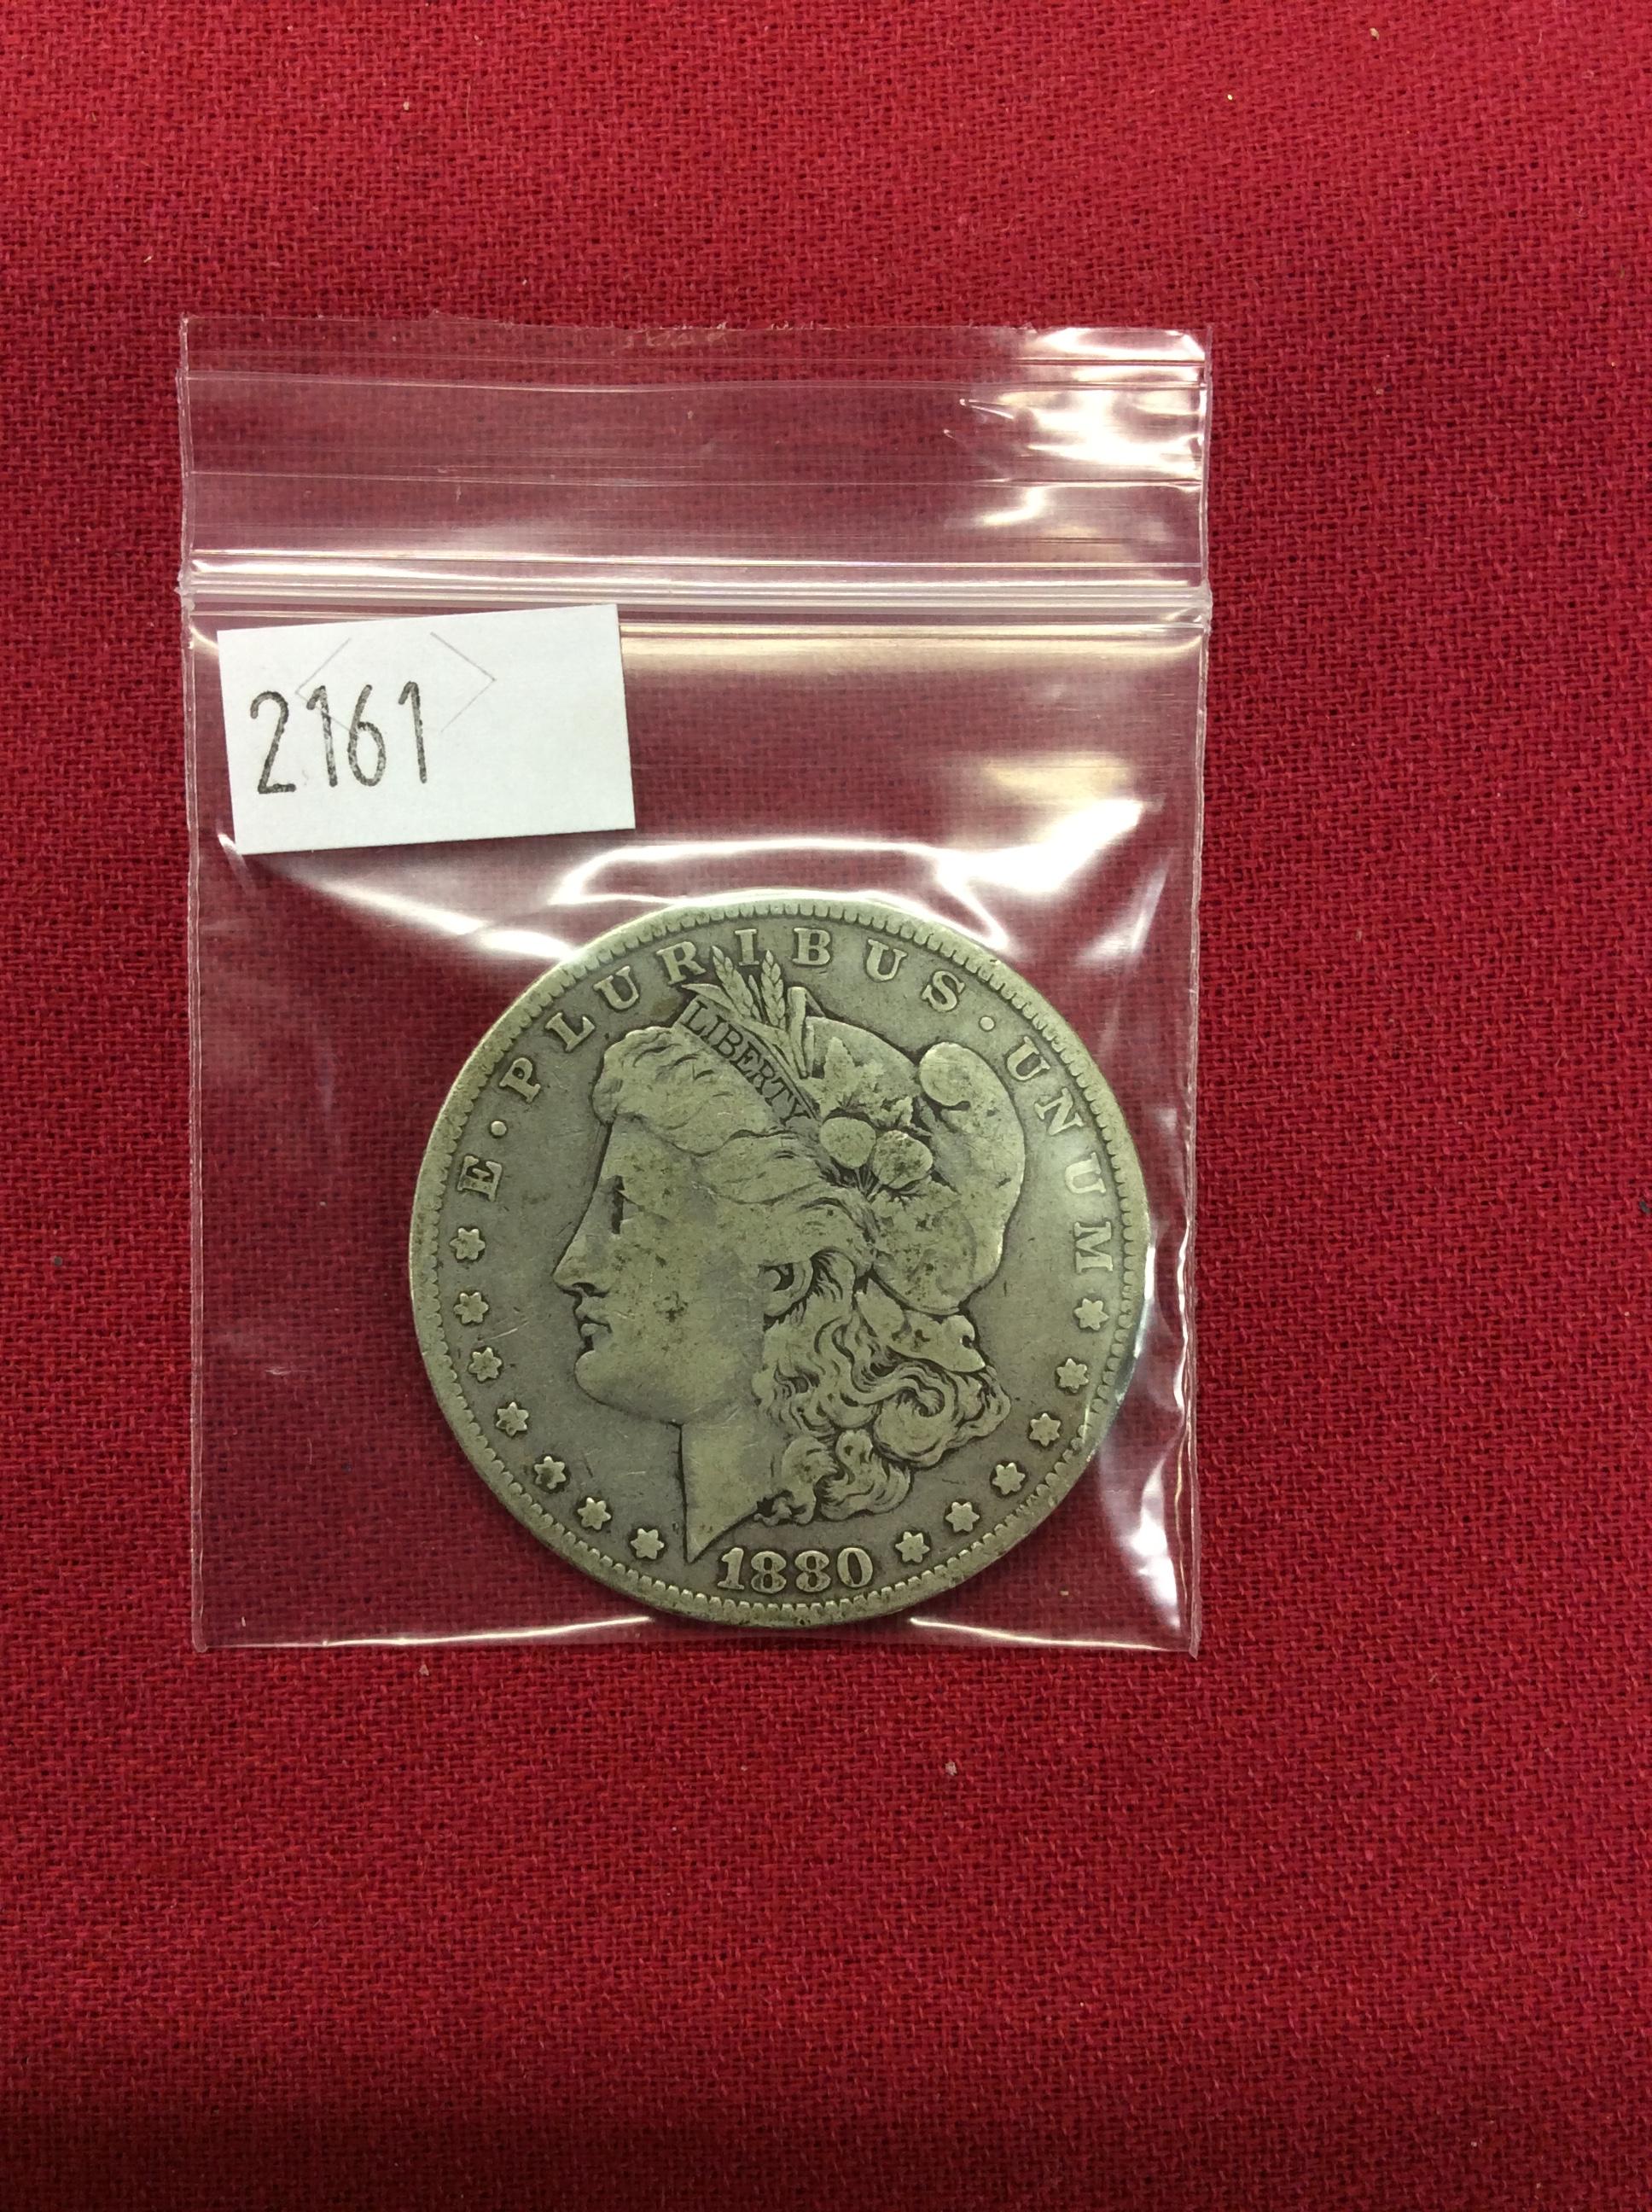 2161
E · PLURIBUS · UNUM
LIBERTY
1880